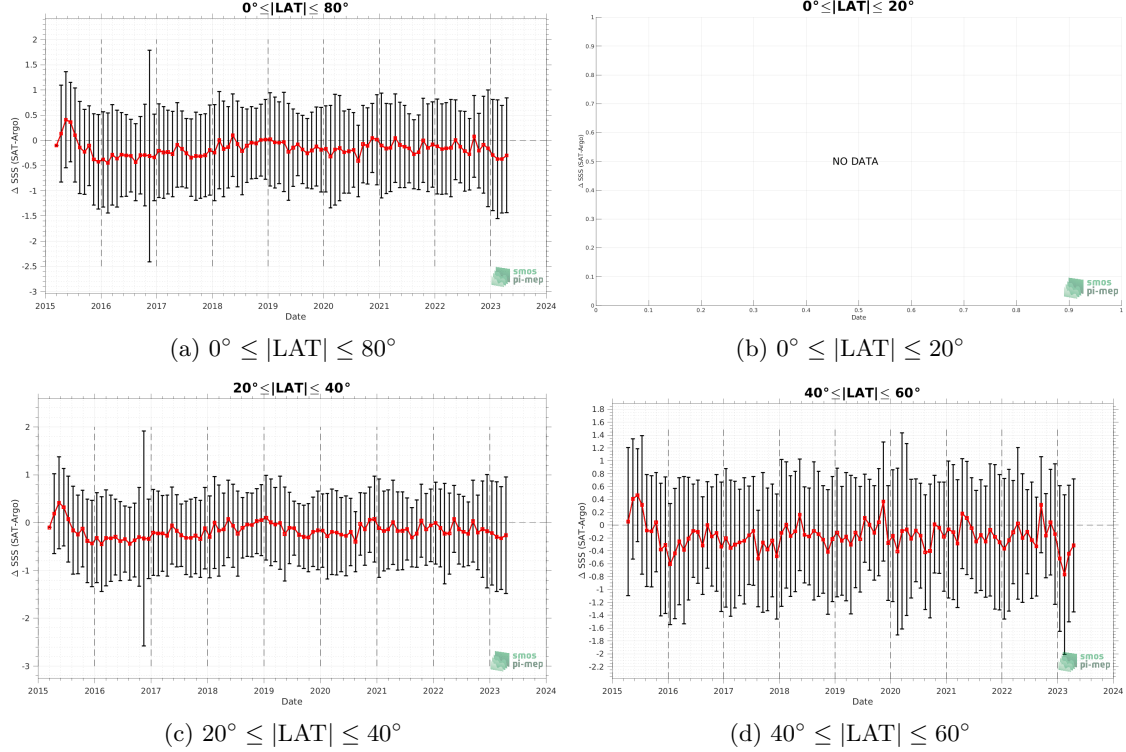 0°≤|LAT|≤ 80°
Δ SSS (SAT-Argo)
2
1.5
1
0.5
0
-0.5
-1
-1.5
-2
-2.5
-3
2015 2016 2017 2018 2019 2020 2021 2022 2023 2024
Date
smos
pi-mep
(a) 0° ≤ |LAT| ≤ 80°
0°≤|LAT|≤ 20°
Δ SSS (SAT-Argo)
1
0.9
0.8
0.7
0.6
0.5
0.4
0.3
0.2
0.1
0
NO DATA
0 0.1 0.2 0.3 0.4 0.5 0.6 0.7 0.8 0.9 1
Date
smos
pi-mep
(b) 0° ≤ |LAT| ≤ 20°
20°≤|LAT|≤ 40°
Δ SSS (SAT-Argo)
2
1
0
-1
-2
-3
2015 2016 2017 2018 2019 2020 2021 2022 2023 2024
Date
smos
pi-mep
(c) 20° ≤ |LAT| ≤ 40°
40°≤|LAT|≤ 60°
Δ SSS (SAT-Argo)
1.8
1.6
1.4
1.2
1
0.8
0.6
0.4
0.2
-0
-0.2
-0.4
-0.6
-0.8
-1
-1.2
-1.4
-1.6
-1.8
-2
-2.2
2015 2016 2017 2018 2019 2020 2021 2022 2023 2024
Date
smos
pi-mep
(d) 40° ≤ |LAT| ≤ 60°